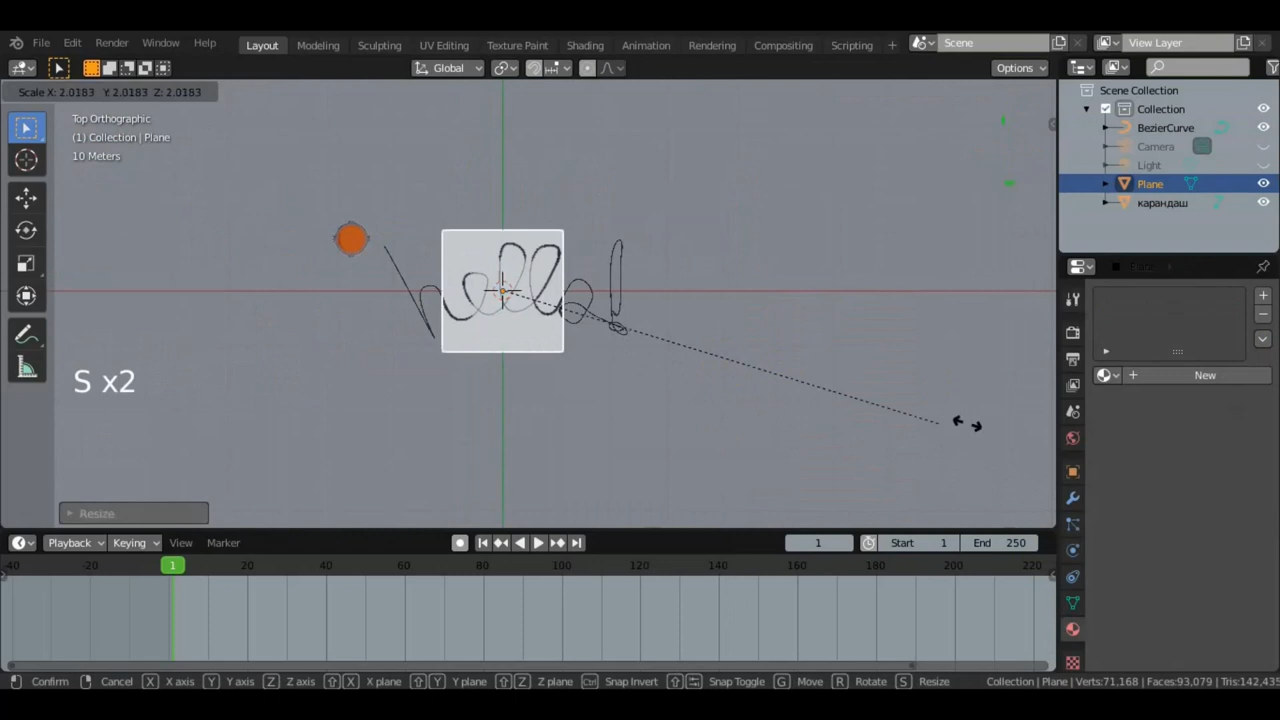 File Edit Render Window Help Layout Modeling Sculpting UV Editing Texture Paint Shading Animation Rendering Compositing Scripting + Scene View Layer
Global Options
Scale X: 2.0183 Y: 2.0183 Z: 2.0183
Scene Collection
Top Orthographic
Collection
(1) Collection | Plane
BezierCurve
10 Meters
Camera
Light
Plane
карандаш
S x2
New
Resize
Playback Keying View Marker 1 Start 1 End 250
-40 -20 1 20 40 60 80 100 120 140 160 180 200 220
Confirm Cancel X X axis Y Y axis Z Z axis X X plane Y Y plane Z Z plane Ctrl Snap Invert Snap Toggle G Move R Rotate S Resize Collection | Plane | Verts:71,168 | Faces:93,079 | Tris:142,435